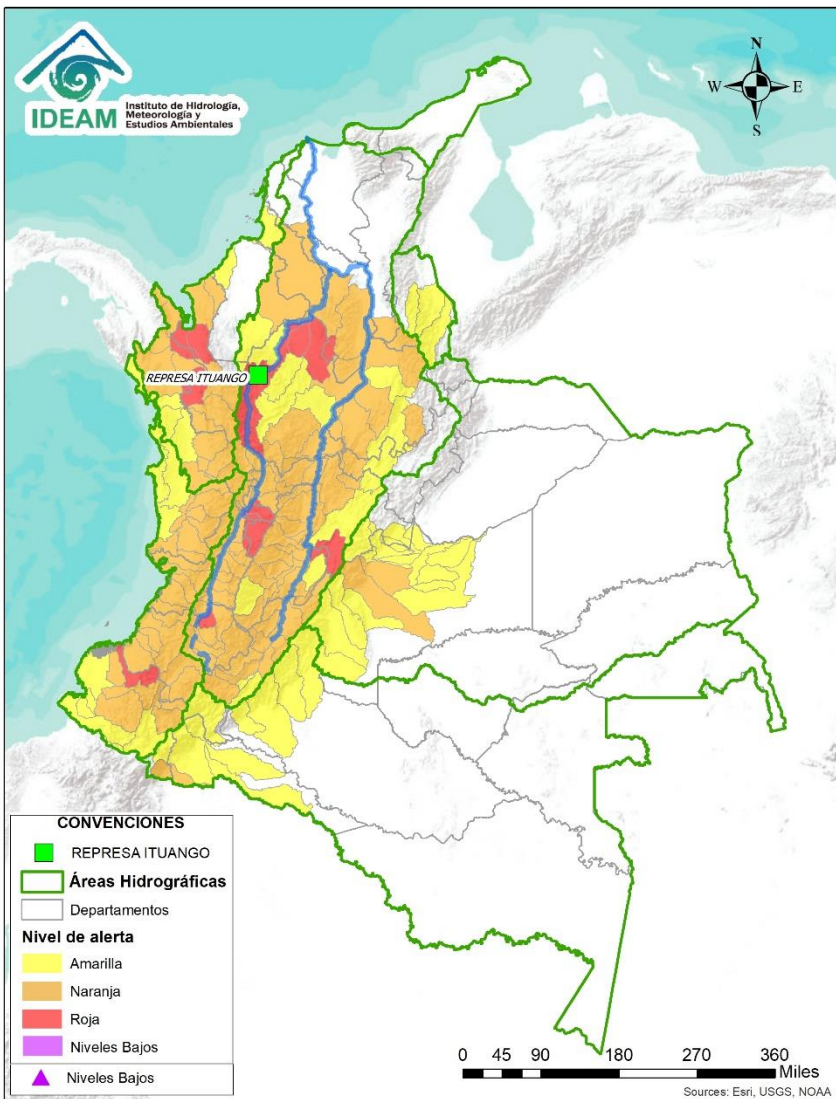 IDEAM
Instituto de Hidrología,
Meteorología y
Estudios Ambientales
N
W
E
S
REPRESA ITUANGO
CONVENCIONES
REPRESA ITUANGO
Áreas Hidrográficas
Departamentos
Nivel de alerta
Amarilla
Naranja
Roja
Niveles Bajos
Niveles Bajos
0 45 90 180 270 360
Miles
Sources: Esri, USGS, NOAA